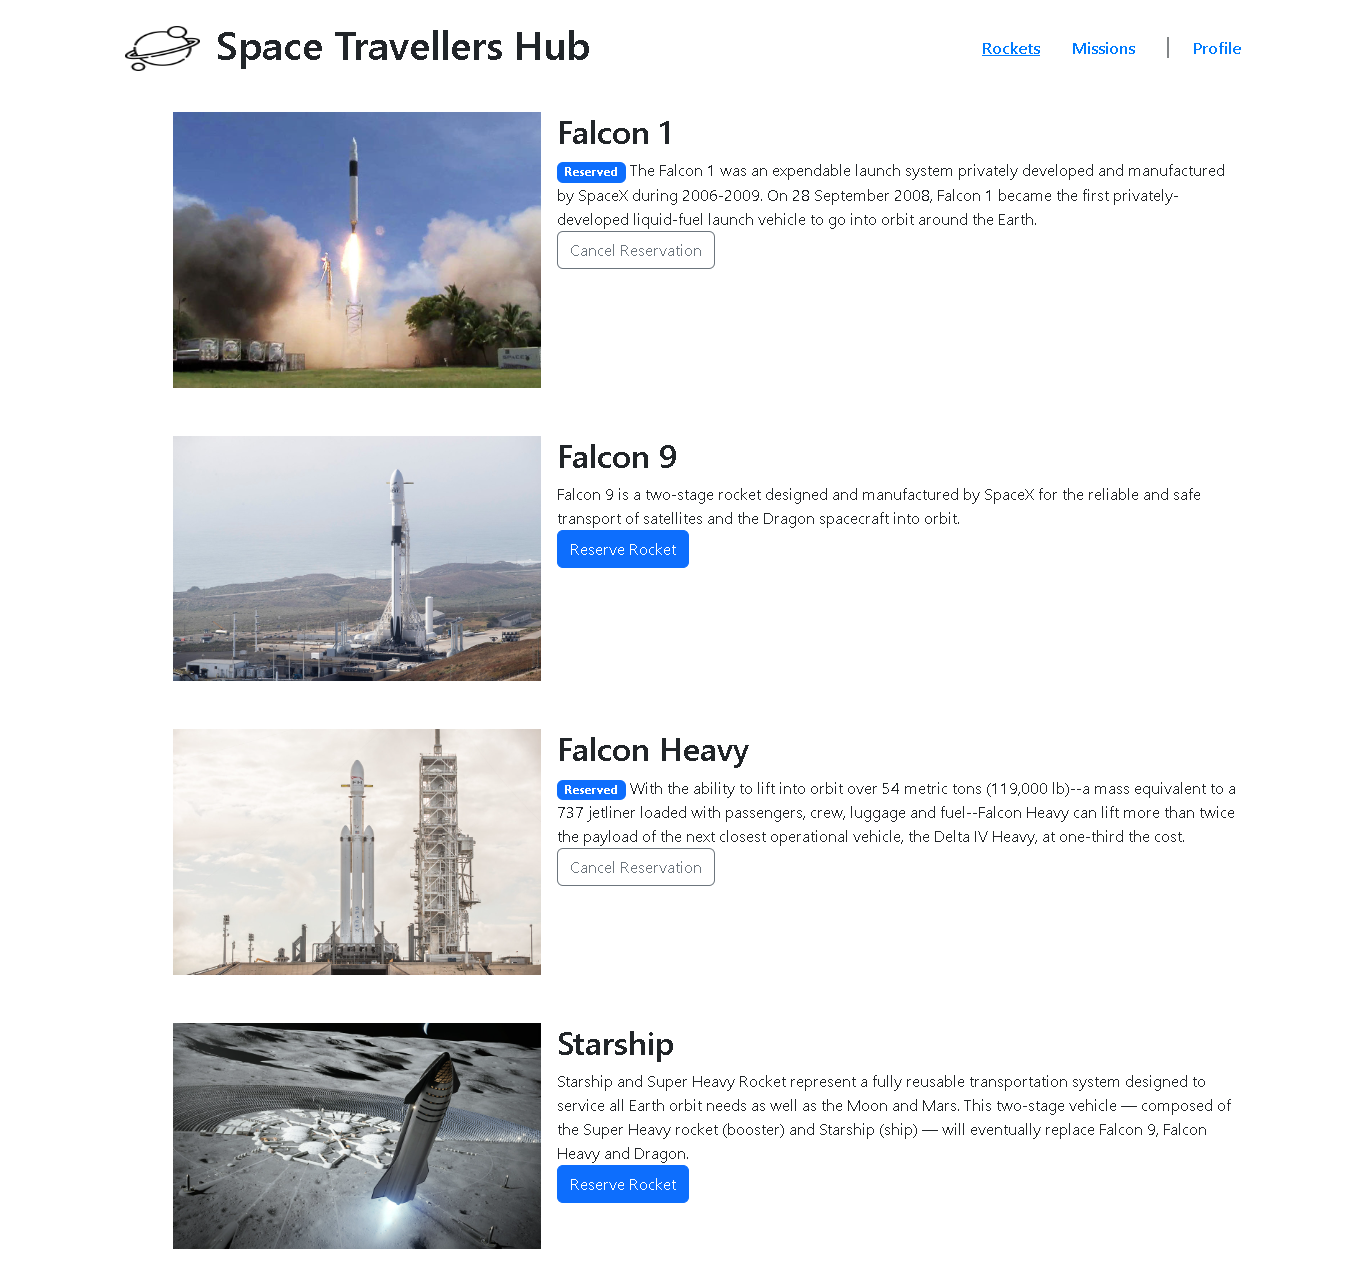 Space Travellers Hub
Rockets Missions | Profile
Falcon 1
Reserved The Falcon 1 was an expendable launch system privately developed and manufactured
by SpaceX during 2006-2009. On 28 September 2008, Falcon 1 became the first privately-
developed liquid-fuel launch vehicle to go into orbit around the Earth.
Cancel Reservation
Falcon 9
Falcon 9 is a two-stage rocket designed and manufactured by SpaceX for the reliable and safe
transport of satellites and the Dragon spacecraft into orbit.
Reserve Rocket
Falcon Heavy
Reserved With the ability to lift into orbit over 54 metric tons (119,000 lb)--a mass equivalent to a
737 jetliner loaded with passengers, crew, luggage and fuel--Falcon Heavy can lift more than twice
the payload of the next closest operational vehicle, the Delta IV Heavy, at one-third the cost.
Cancel Reservation
Starship
Starship and Super Heavy Rocket represent a fully reusable transportation system designed to
service all Earth orbit needs as well as the Moon and Mars. This two-stage vehicle — composed of
the Super Heavy rocket (booster) and Starship (ship) — will eventually replace Falcon 9, Falcon
Heavy and Dragon.
Reserve Rocket